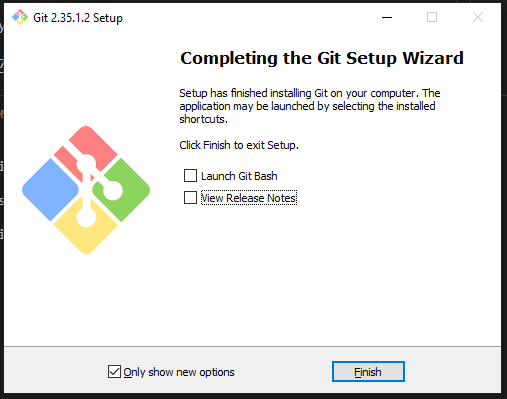 Git 2.35.1.2 Setup
Completing the Git Setup Wizard
Setup has finished installing Git on your computer. The
application may be launched by selecting the installed
shortcuts.
Click Finish to exit Setup.
Launch Git Bash
View Release Notes
Only show new options
Finish